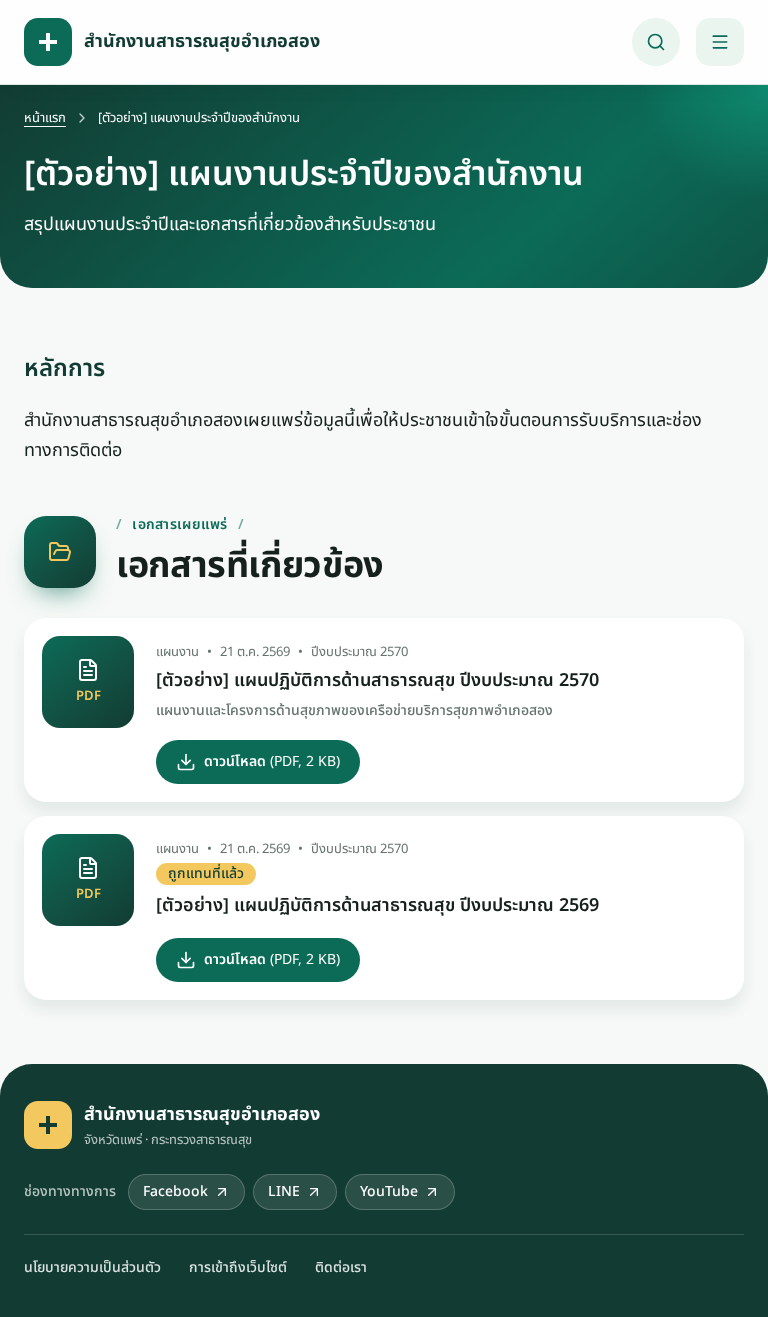 สำนักงานสาธารณสุขอำเภอสอง
หน้าแรก
[ตัวอย่าง] แผนงานประจำปีของสำนักงาน
[ตัวอย่าง] แผนงานประจำปีของสำนักงาน
สรุปแผนงานประจำปีและเอกสารที่เกี่ยวข้องสำหรับประชาชน
หลักการ
สำนักงานสาธารณสุขอำเภอสองเผยแพร่ข้อมูลนี้เพื่อให้ประชาชนเข้าใจขั้นตอนการรับบริการและช่อง
ทางการติดต่อ
/ เอกสารเผยแพร่ /
เอกสารที่เกี่ยวข้อง
PDF
แผนงาน • 21 ต.ค. 2569 • ปีงบประมาณ 2570
[ตัวอย่าง] แผนปฏิบัติการด้านสาธารณสุข ปีงบประมาณ 2570
แผนงานและโครงการด้านสุขภาพของเครือข่ายบริการสุขภาพอำเภอสอง
ดาวน์โหลด (PDF, 2 KB)
PDF
แผนงาน • 21 ต.ค. 2569 • ปีงบประมาณ 2570
ถูกแทนที่แล้ว
[ตัวอย่าง] แผนปฏิบัติการด้านสาธารณสุข ปีงบประมาณ 2569
ดาวน์โหลด (PDF, 2 KB)
สำนักงานสาธารณสุขอำเภอสอง
จังหวัดแพร่ · กระทรวงสาธารณสุข
ช่องทางทางการ
Facebook
LINE
YouTube
นโยบายความเป็นส่วนตัว
การเข้าถึงเว็บไซต์
ติดต่อเรา